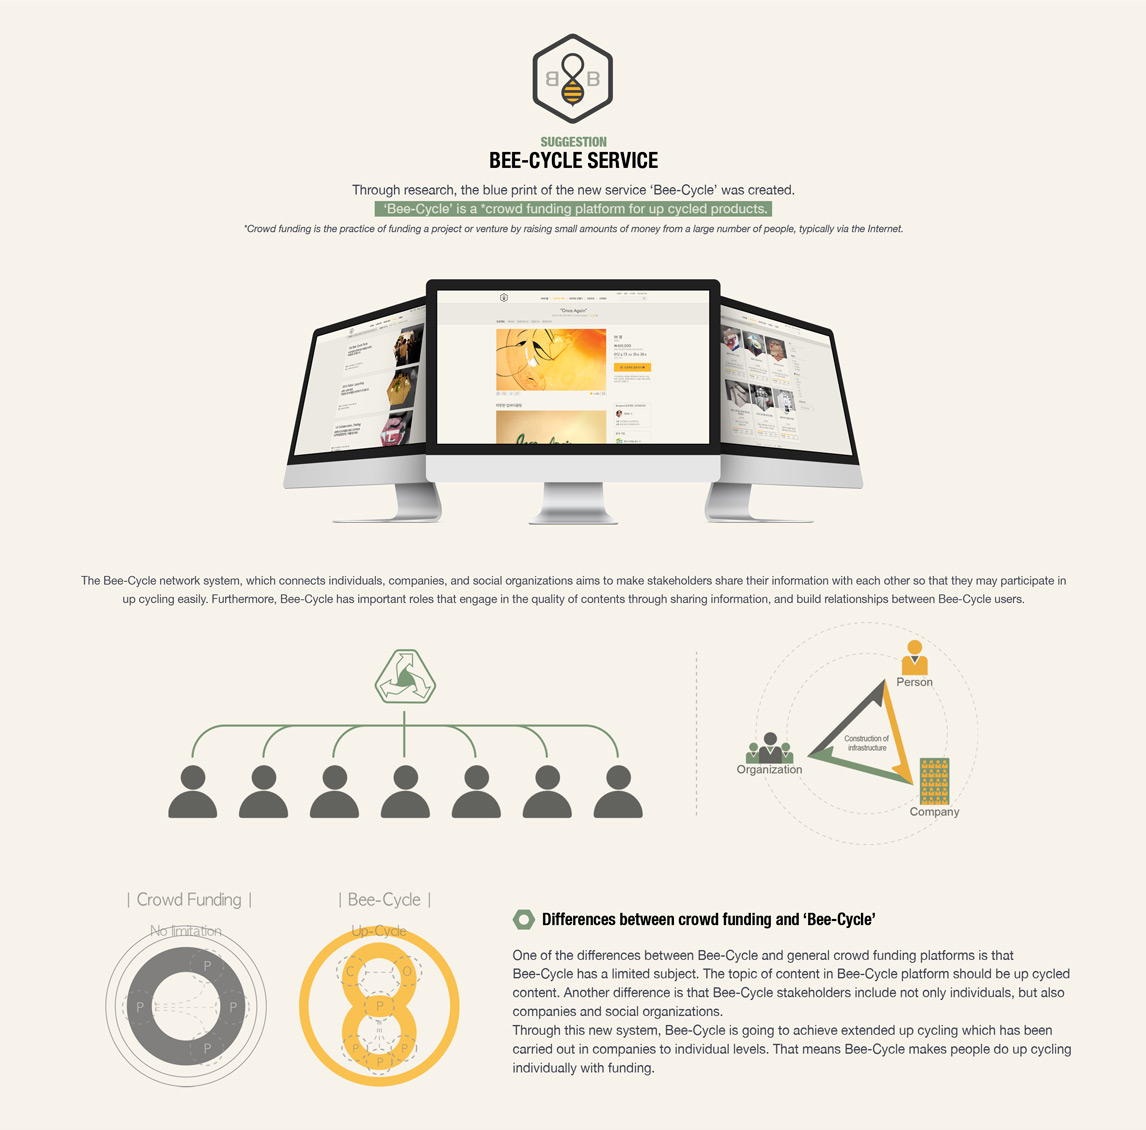 B B
SUGGESTION
BEE-CYCLE SERVICE
Through research, the blue print of the new service ‘Bee-Cycle’ was created.
‘Bee-Cycle’ is a *crowd funding platform for up cycled products.
*Crowd funding is the practice of funding a project or venture by raising small amounts of money from a large number of people, typically via the Internet.
"Once Again"
The Bee-Cycle network system, which connects individuals, companies, and social organizations aims to make stakeholders share their information with each other so that they may participate in
up cycling easily. Furthermore, Bee-Cycle has important roles that engage in the quality of contents through sharing information, and build relationships between Bee-Cycle users.
Person
Construction of
infrastructure
Organization
Company
| Crowd Funding |
No limitation
P
P
P
P
| Bee-Cycle |
Up-Cycle
C
O
P
P
P
P
Differences between crowd funding and ‘Bee-Cycle’
One of the differences between Bee-Cycle and general crowd funding platforms is that
Bee-Cycle has a limited subject. The topic of content in Bee-Cycle platform should be up cycled
content. Another difference is that Bee-Cycle stakeholders include not only individuals, but also
companies and social organizations.
Through this new system, Bee-Cycle is going to achieve extended up cycling which has been
carried out in companies to individual levels. That means Bee-Cycle makes people do up cycling
individually with funding.